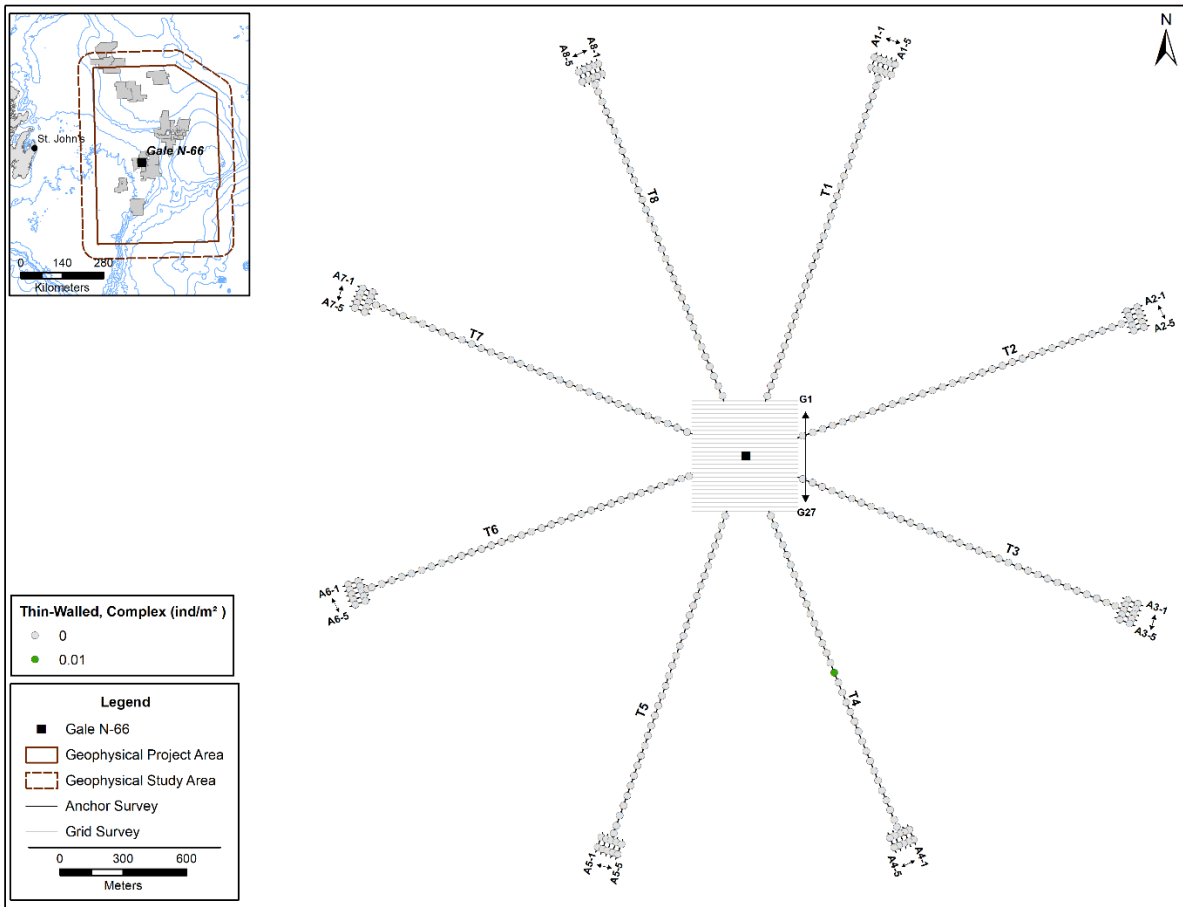 St. John's
Gale N-66
0 140 280
Kilometers
N
A8-1
A8-5
A1-1
A1-5
T8
T1
A7-1
A7-5
A2-1
A2-5
T7
T2
G1
G27
T6
T3
A6-1
A6-5
A3-1
A3-5
T5
T4
A5-1
A5-5
A4-1
A4-5
Thin-Walled, Complex (ind/m² )
0
0.01
Legend
Gale N-66
Geophysical Project Area
Geophysical Study Area
Anchor Survey
Grid Survey
0 300 600
Meters